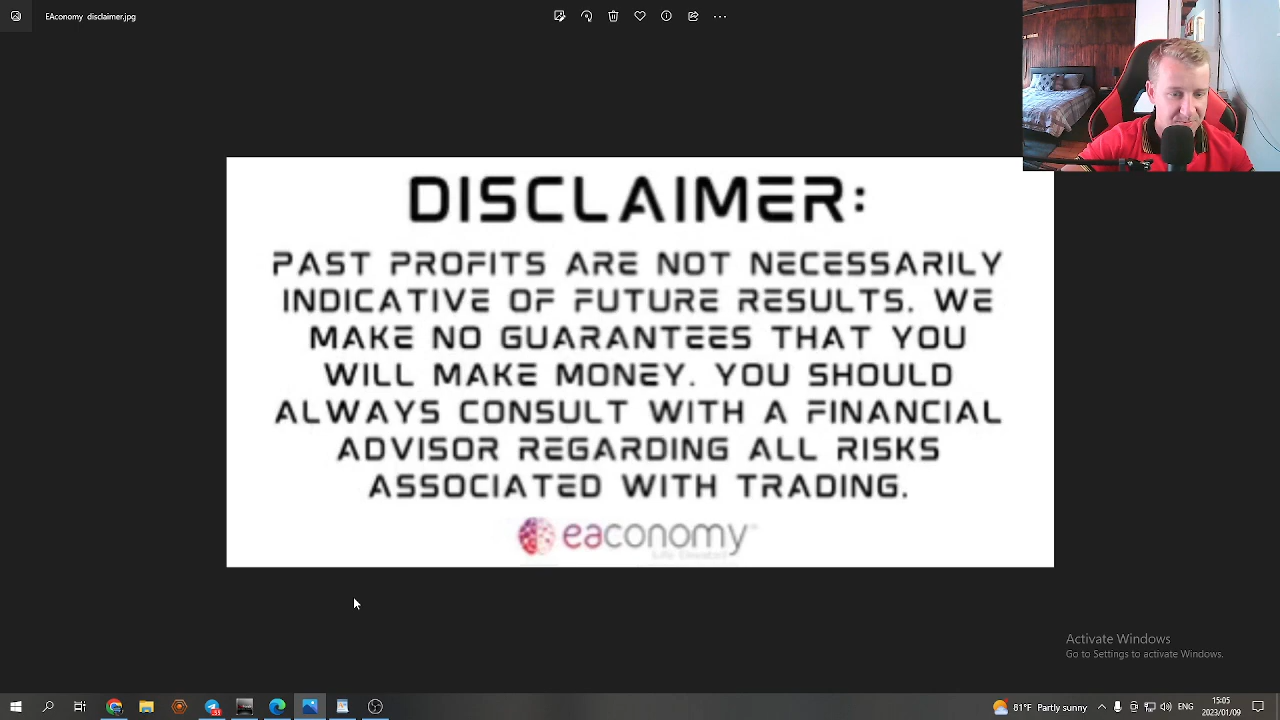 EAconomy disclaimer.jpg
DISCLAIMER:
PAST PROFITS ARE NOT NECESSARILY
INDICATIVE OF FUTURE RESULTS. WE
MAKE NO GUARANTEES THAT YOU
WILL MAKE MONEY. YOU SHOULD
ALWAYS CONSULT WITH A FINANCIAL
ADVISOR REGARDING ALL RISKS
ASSOCIATED WITH TRADING.
eaconomy
Life Elevated
Activate Windows
Go to Settings to activate Windows.
81°F Partly sunny
ENG
15:05
2023/01/09